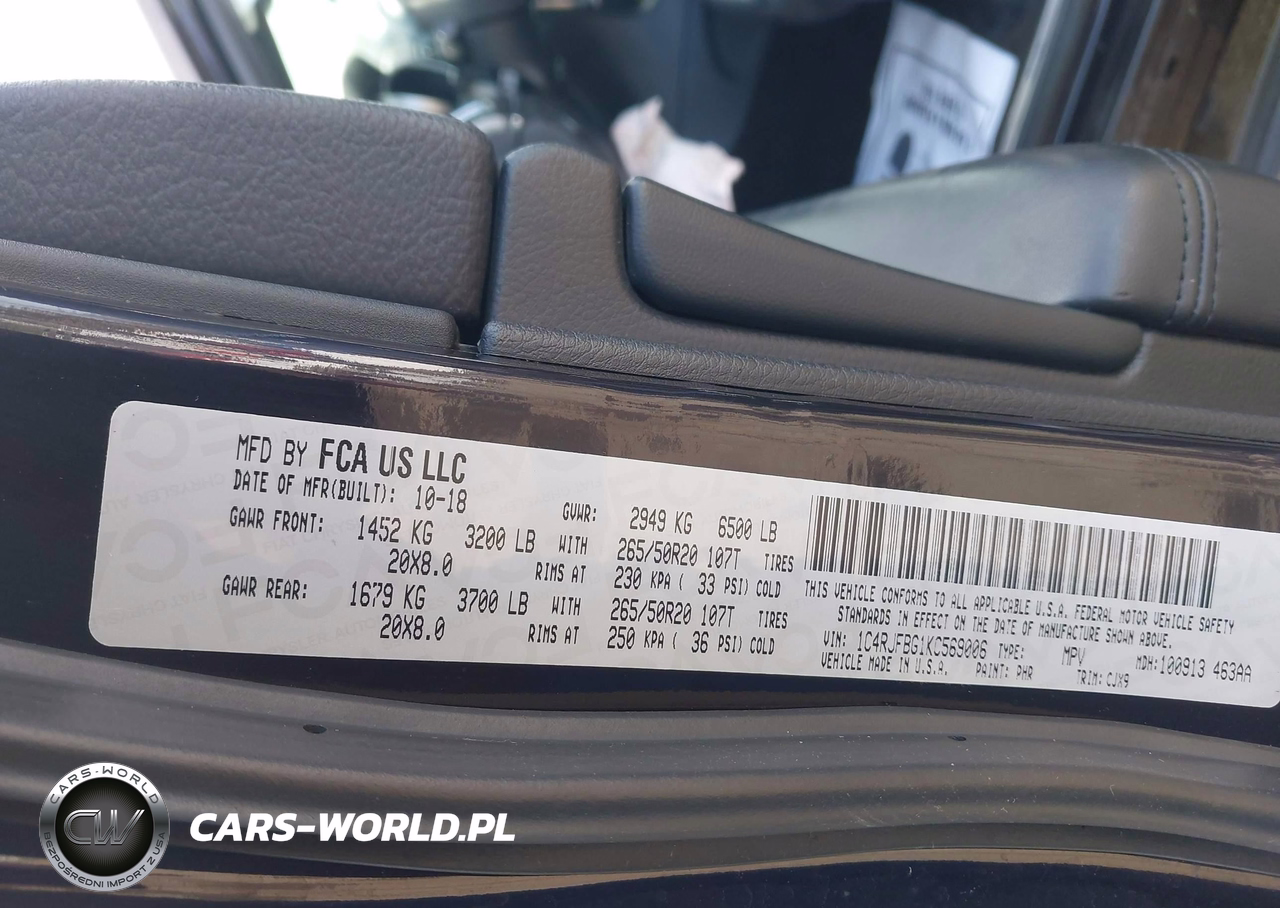 MFD BY FCA US LLC
DATE OF MFR(BUILT): 10-18
GVWR: 2949 KG 6500 LB
GAWR FRONT: 1452 KG 3200 LB WITH 265/50R20 107T TIRES
20X8.0 RIMS AT 230 KPA ( 33 PSI) COLD
GAWR REAR: 1679 KG 3700 LB WITH 265/50R20 107T TIRES
20X8.0 RIMS AT 250 KPA ( 36 PSI) COLD
THIS VEHICLE CONFORMS TO ALL APPLICABLE U.S.A. FEDERAL MOTOR VEHICLE SAFETY
STANDARDS IN EFFECT ON THE DATE OF MANUFACTURE SHOWN ABOVE.
VIN: 1C4RJFBG1KC569006 TYPE: MPV MDH:100913 463AA
VEHICLE MADE IN U.S.A. PAINT: PHR TRIM: CJX9
CARS-WORLD
CW
BEZPOŚREDNI IMPORT Z USA
CARS-WORLD.PL